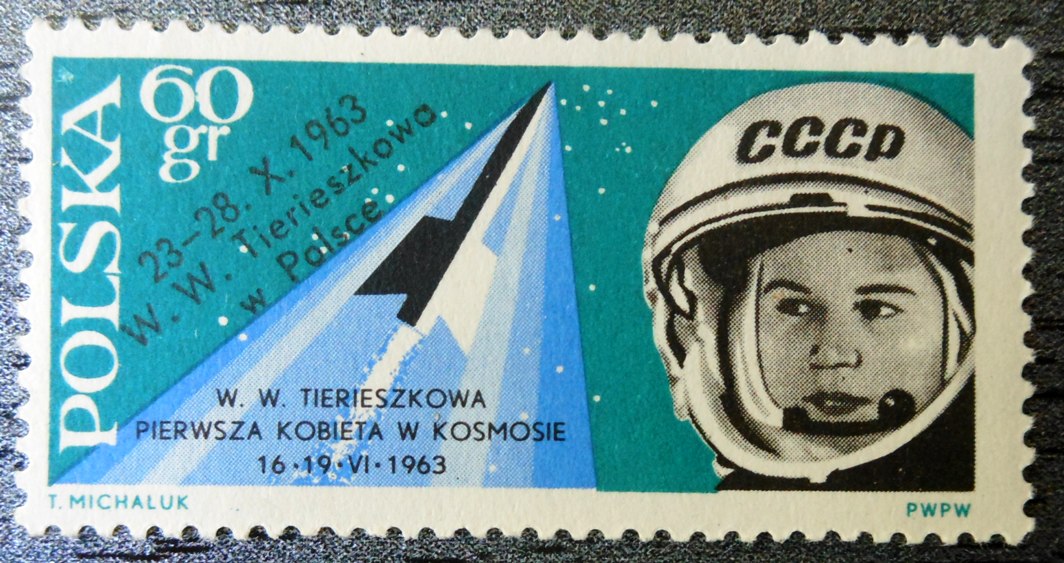 POLSKA
60
gr
23–28. X. 1963
W. W. Tierieszkowa
w Polsce
CCCP
W. W. TIERIESZKOWA
PIERWSZA KOBIETA W KOSMOSIE
16·19·VI·1963
T. MICHALUK
PWPW